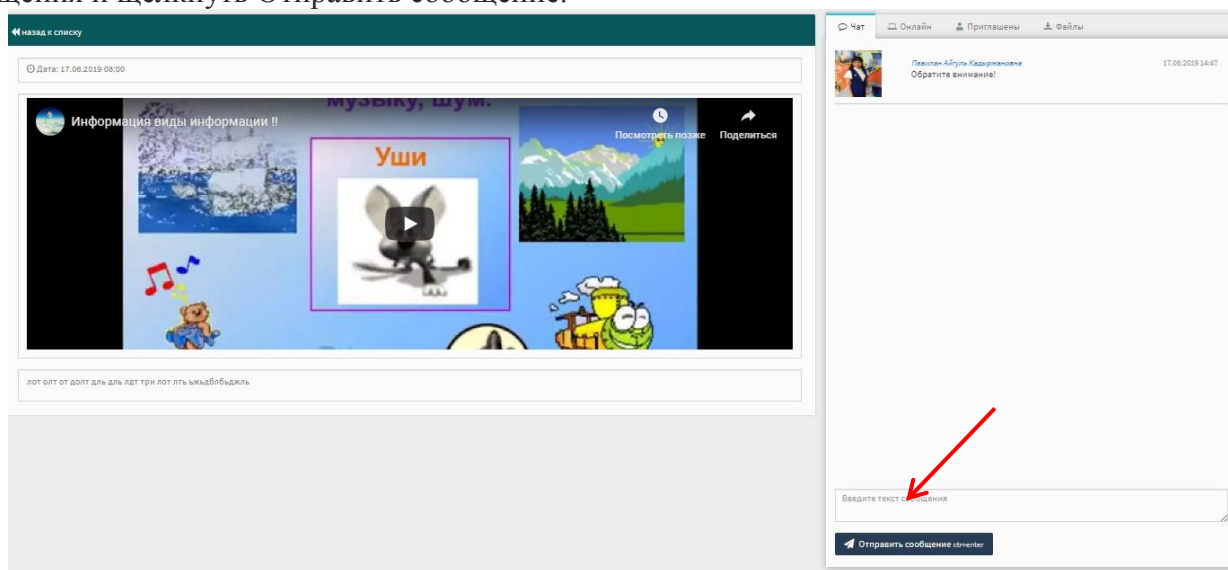 щения и щелкнуть Отправить сообщение.
назад к списку
Дата: 17.06.2019 08:00
музыку, шум.
Информация виды информации !!
Посмотреть позже
Поделиться
Уши
лот олт от долт дль дль лдт три лот лть ьжьдблбьджль
Чат
Онлайн
Приглашены
Файлы
Айгуль Кадыржановна
17.06.2019 14:47
Обратите внимание!
Введите текст сообщения
Отправить сообщение ctr+enter